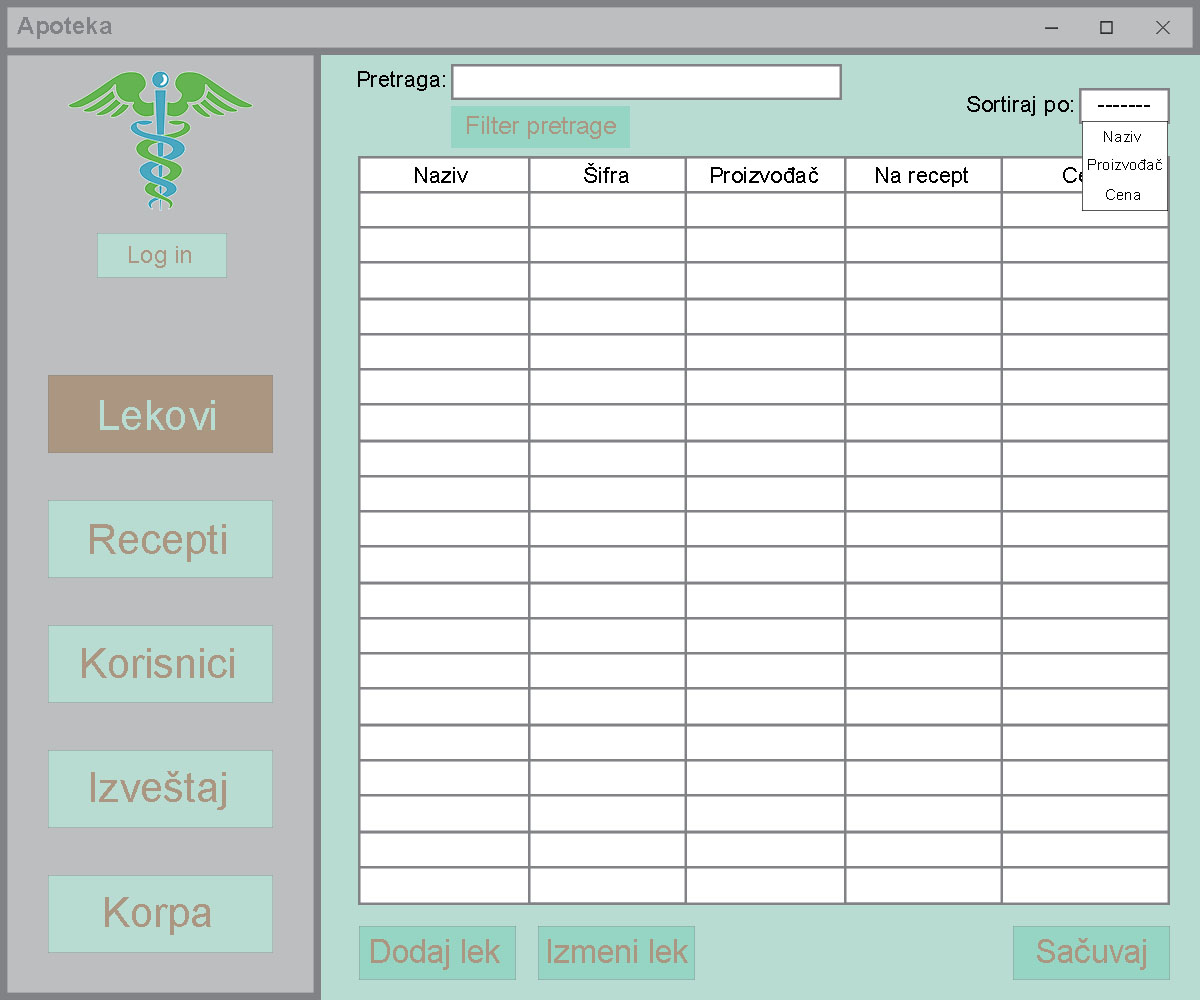 Apoteka
Log in
Lekovi
Recepti
Korisnici
Izveštaj
Korpa
Pretraga:
Filter pretrage
Sortiraj po: -------
Naziv
Proizvođač
Cena
Naziv Šifra Proizvođač Na recept Ce
Dodaj lek Izmeni lek Sačuvaj